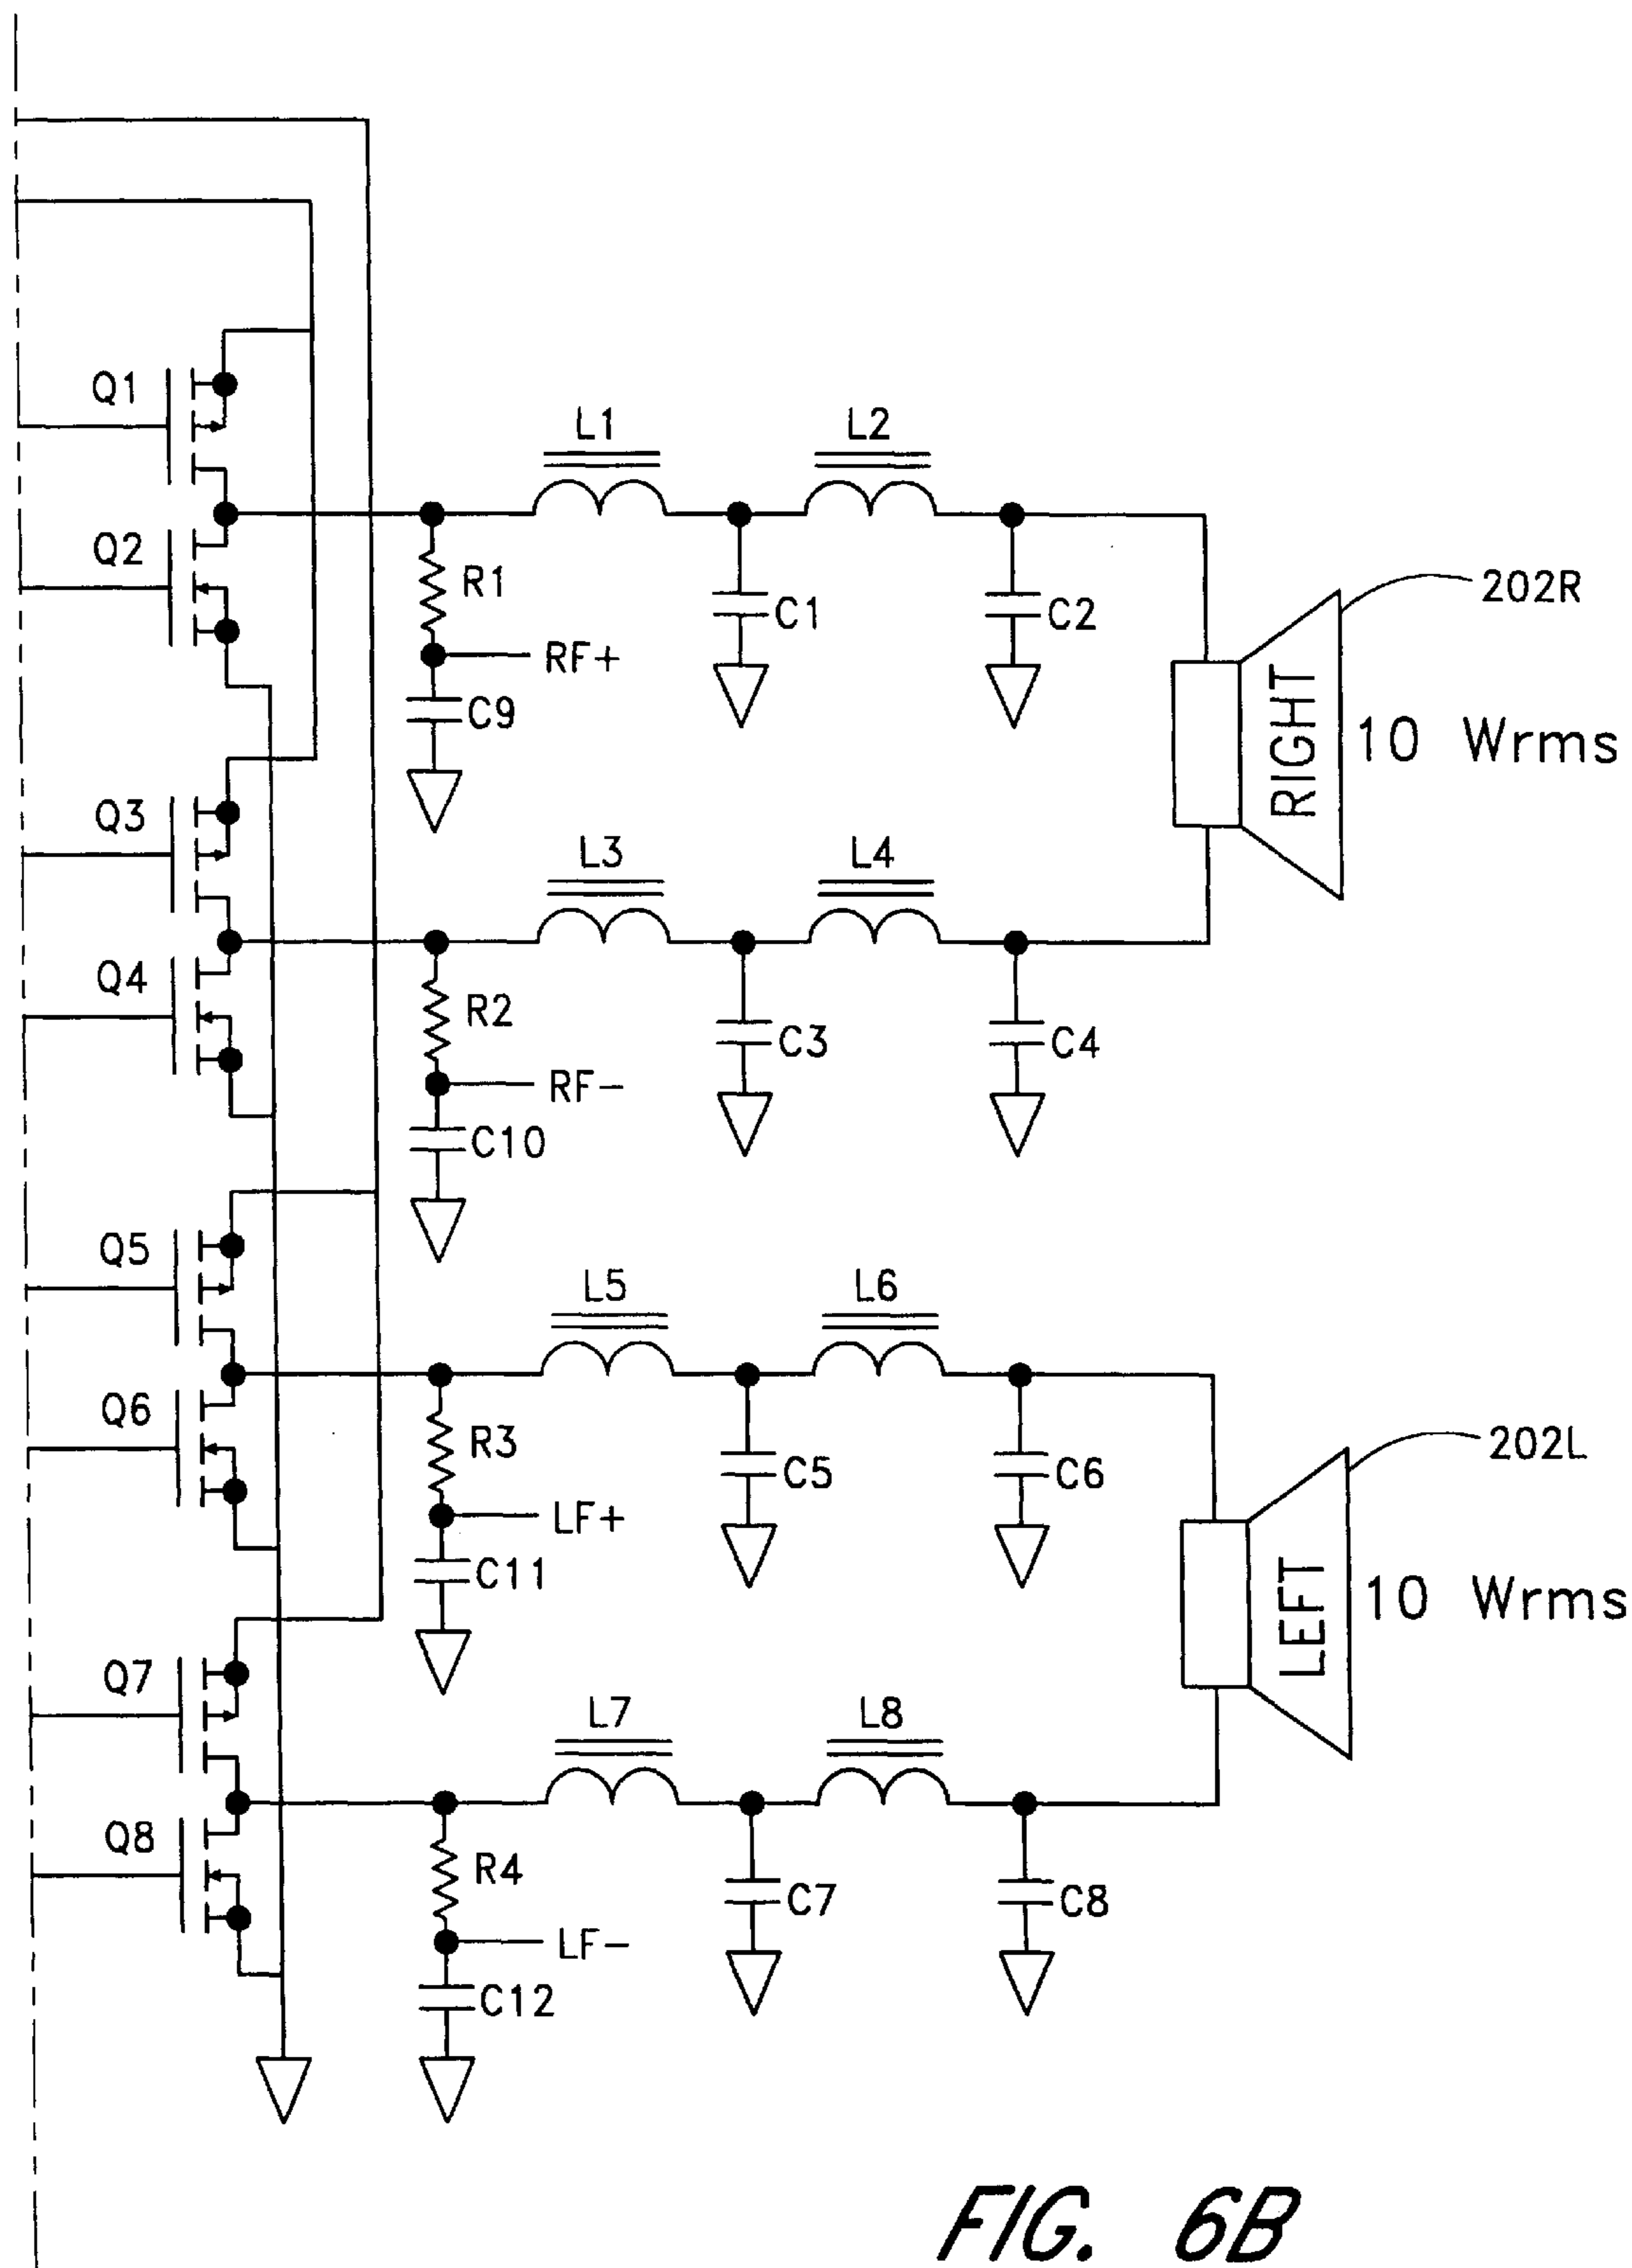 Q1
L1
L2
Q2
R1
C1
C2
202R
RF+
C9
RIGHT
10 Wrms
Q3
L3
L4
Q4
R2
C3
C4
RF-
C10
Q5
L5
L6
Q6
R3
C5
C6
202L
LF+
C11
LEFT
10 Wrms
Q7
L7
L8
Q8
R4
C7
C8
LF-
C12
FIG. 6B